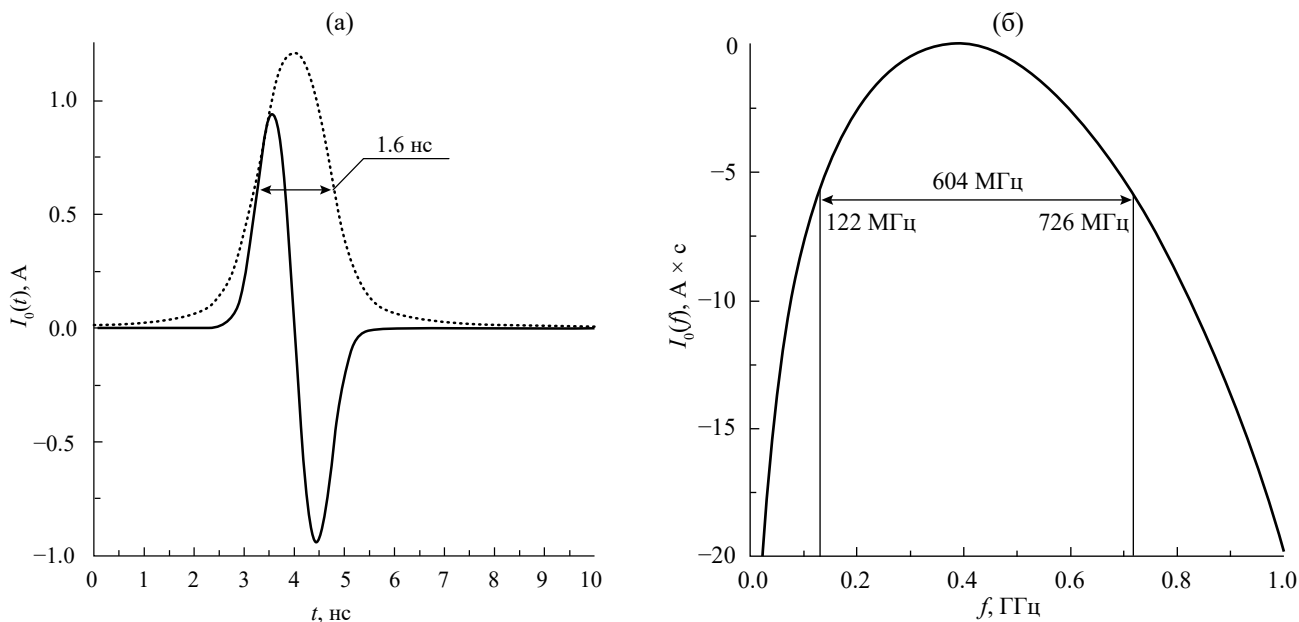 (а)
1.0
0.5
0.0
−0.5
−1.0
I₀(t), А
1.6 нс
0 1 2 3 4 5 6 7 8 9 10
t, нс
(б)
0
−5
−10
−15
−20
I₀(f), А × с
604 МГц
122 МГц 726 МГц
0.0 0.2 0.4 0.6 0.8 1.0
f, ГГц